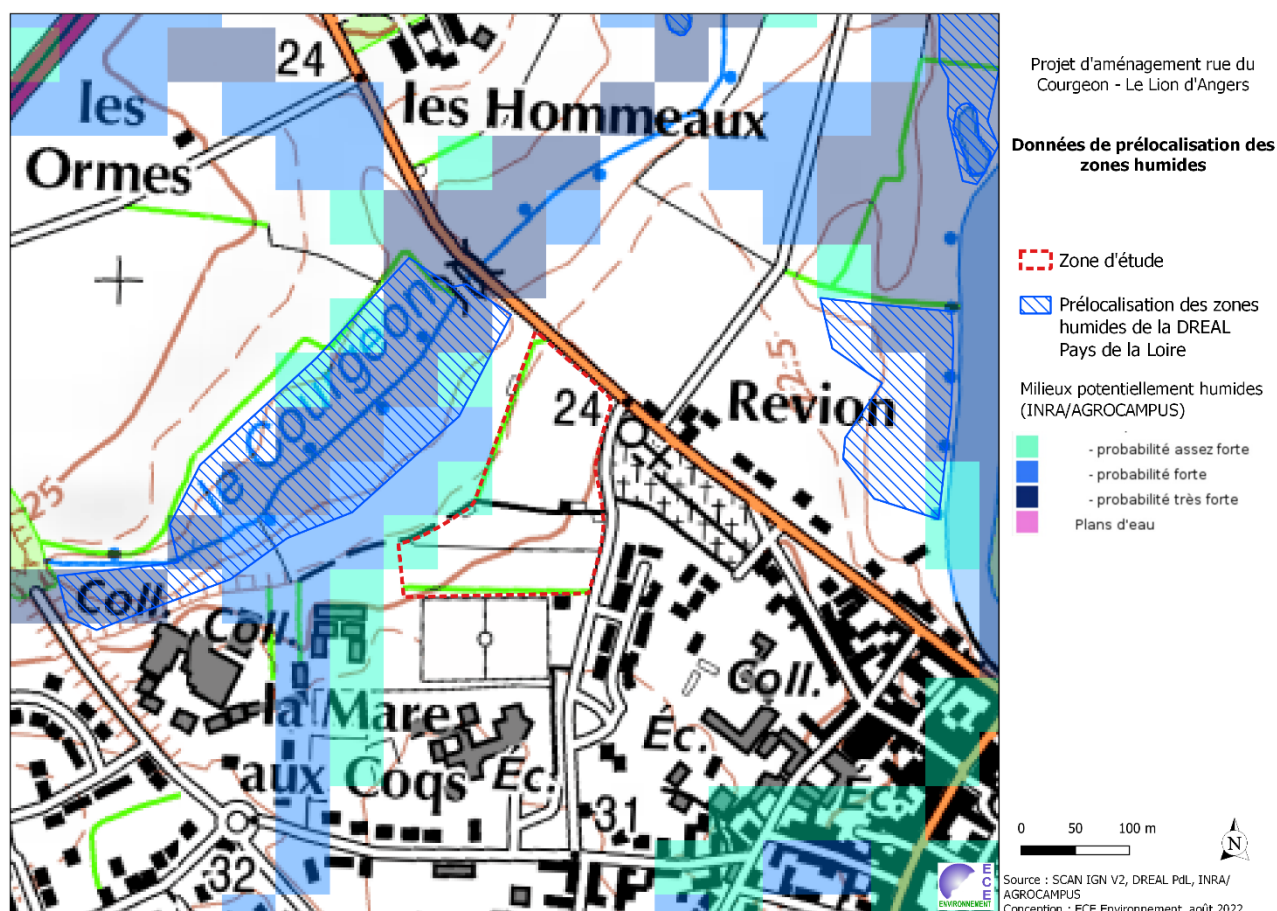 24
les
Ormes
les Hommeaux
le Courgeon
25
24
Revion
22.5
Coll.
Coll.
la Mare
aux Coqs
Éc.
Coll.
Éc.
Éc.
31
32
Projet d'aménagement rue du
Courgeon - Le Lion d'Angers
Données de prélocalisation des
zones humides
Zone d'étude
Prélocalisation des zones
humides de la DREAL
Pays de la Loire
Milieux potentiellement humides
(INRA/AGROCAMPUS)
- probabilité assez forte
- probabilité forte
- probabilité très forte
Plans d'eau
0 50 100 m
N
ECE
ENVIRONNEMENT
Source : SCAN IGN V2, DREAL PdL, INRA/
AGROCAMPUS
Conception : ECE Environnement, août 2022